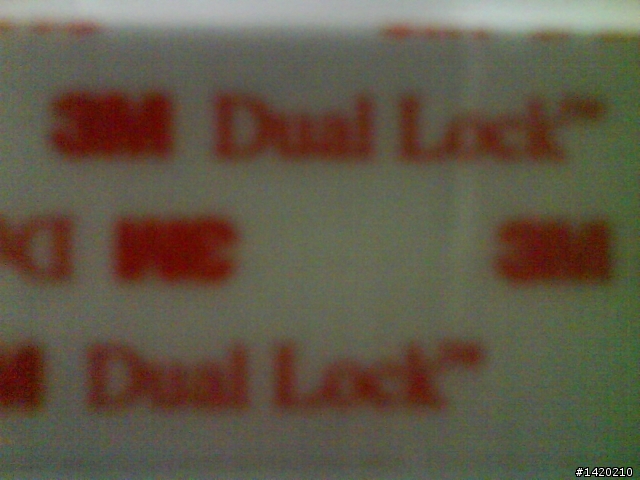 3M Dual Lock™
3M 3M
3M Dual Lock™
#1420210